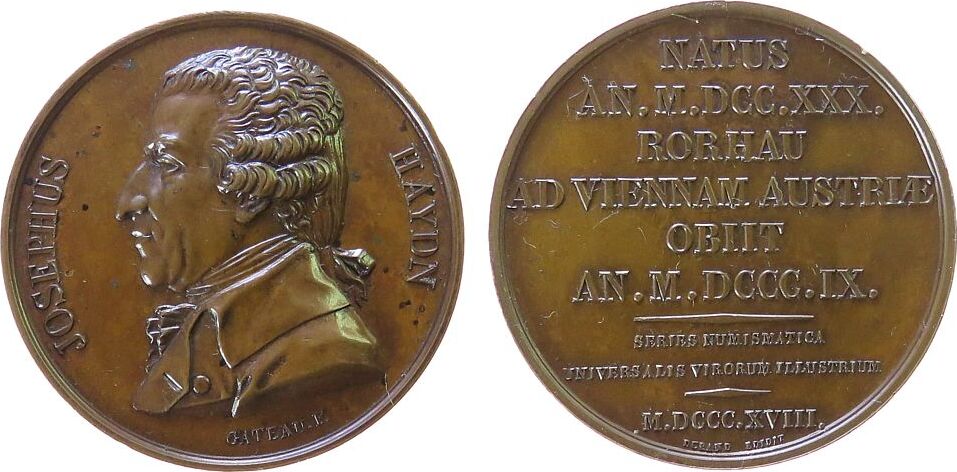 JOSEPHUS HAYDN
GATEAU. F.
NATUS
AN. M. DCC. XXX.
RORHAU
AD VIENNAM AUSTRIÆ
OBIIT
AN. M. DCCC. IX.
SERIES NUMISMATICA
UNIVERSALIS VIRORUM ILLUSTRIUM
M. DCCC. XVIII.
DURAND EDIDIT